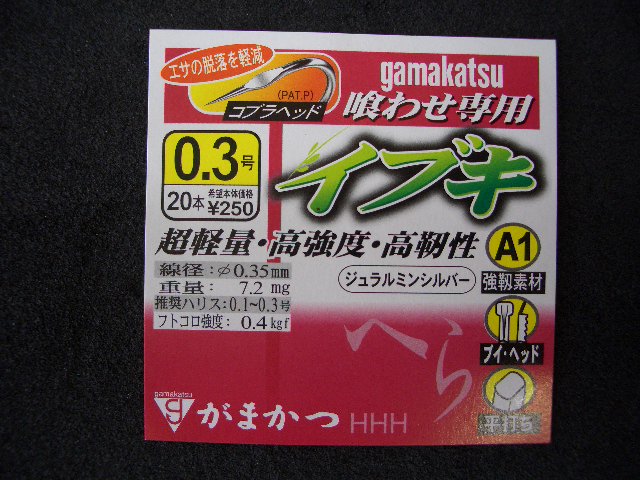 エサの脱落を軽減
(PAT.P)
コブラヘッド
gamakatsu
喰わせ専用
0.3号
20本 希望本体価格 ¥250
イブキ
超軽量・高強度・高靭性
A1
強靭素材
ジュラルミンシルバー
線径:φ0.35mm
重量: 7.2 mg
推奨ハリス:0.1~0.3号
フトコロ強度: 0.4kgf
ブイ・ヘッド
へら
平打ち
gamakatsu
g
がまかつ HHH